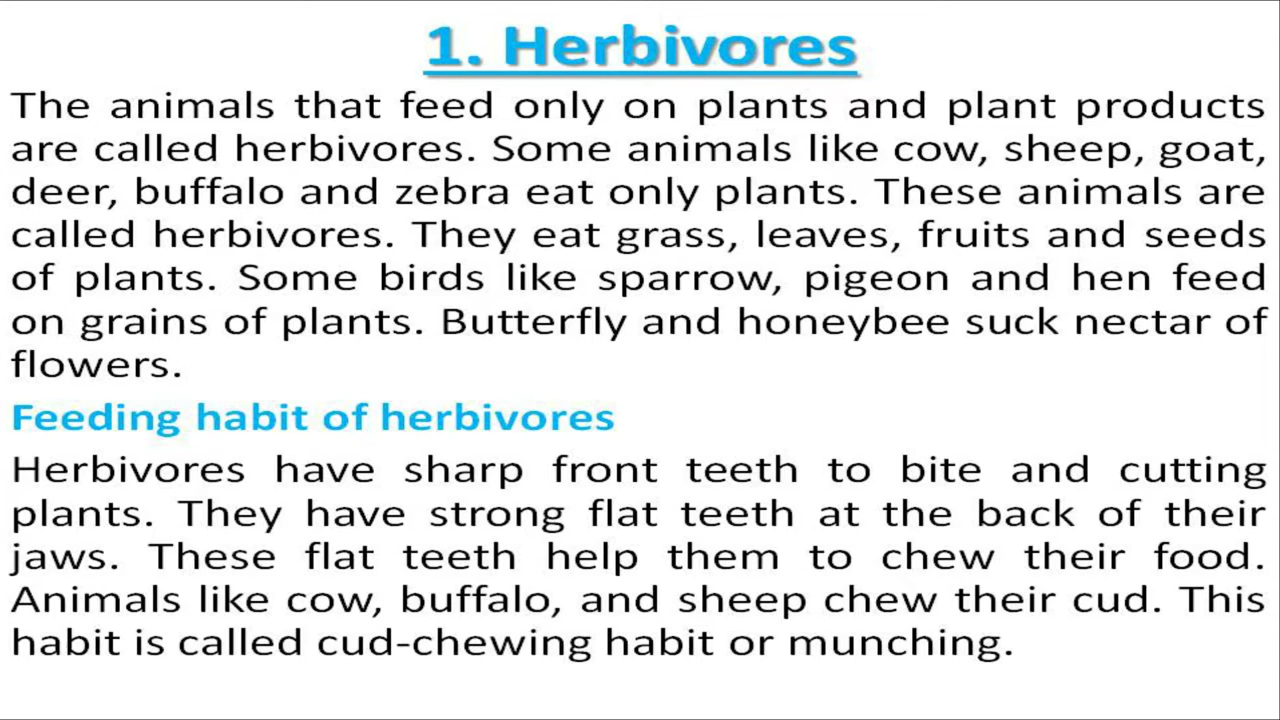 1. Herbivores
The animals that feed only on plants and plant products
are called herbivores. Some animals like cow, sheep, goat,
deer, buffalo and zebra eat only plants. These animals are
called herbivores. They eat grass, leaves, fruits and seeds
of plants. Some birds like sparrow, pigeon and hen feed
on grains of plants. Butterfly and honeybee suck nectar of
flowers.
Feeding habit of herbivores
Herbivores have sharp front teeth to bite and cutting
plants. They have strong flat teeth at the back of their
jaws. These flat teeth help them to chew their food.
Animals like cow, buffalo, and sheep chew their cud. This
habit is called cud-chewing habit or munching.